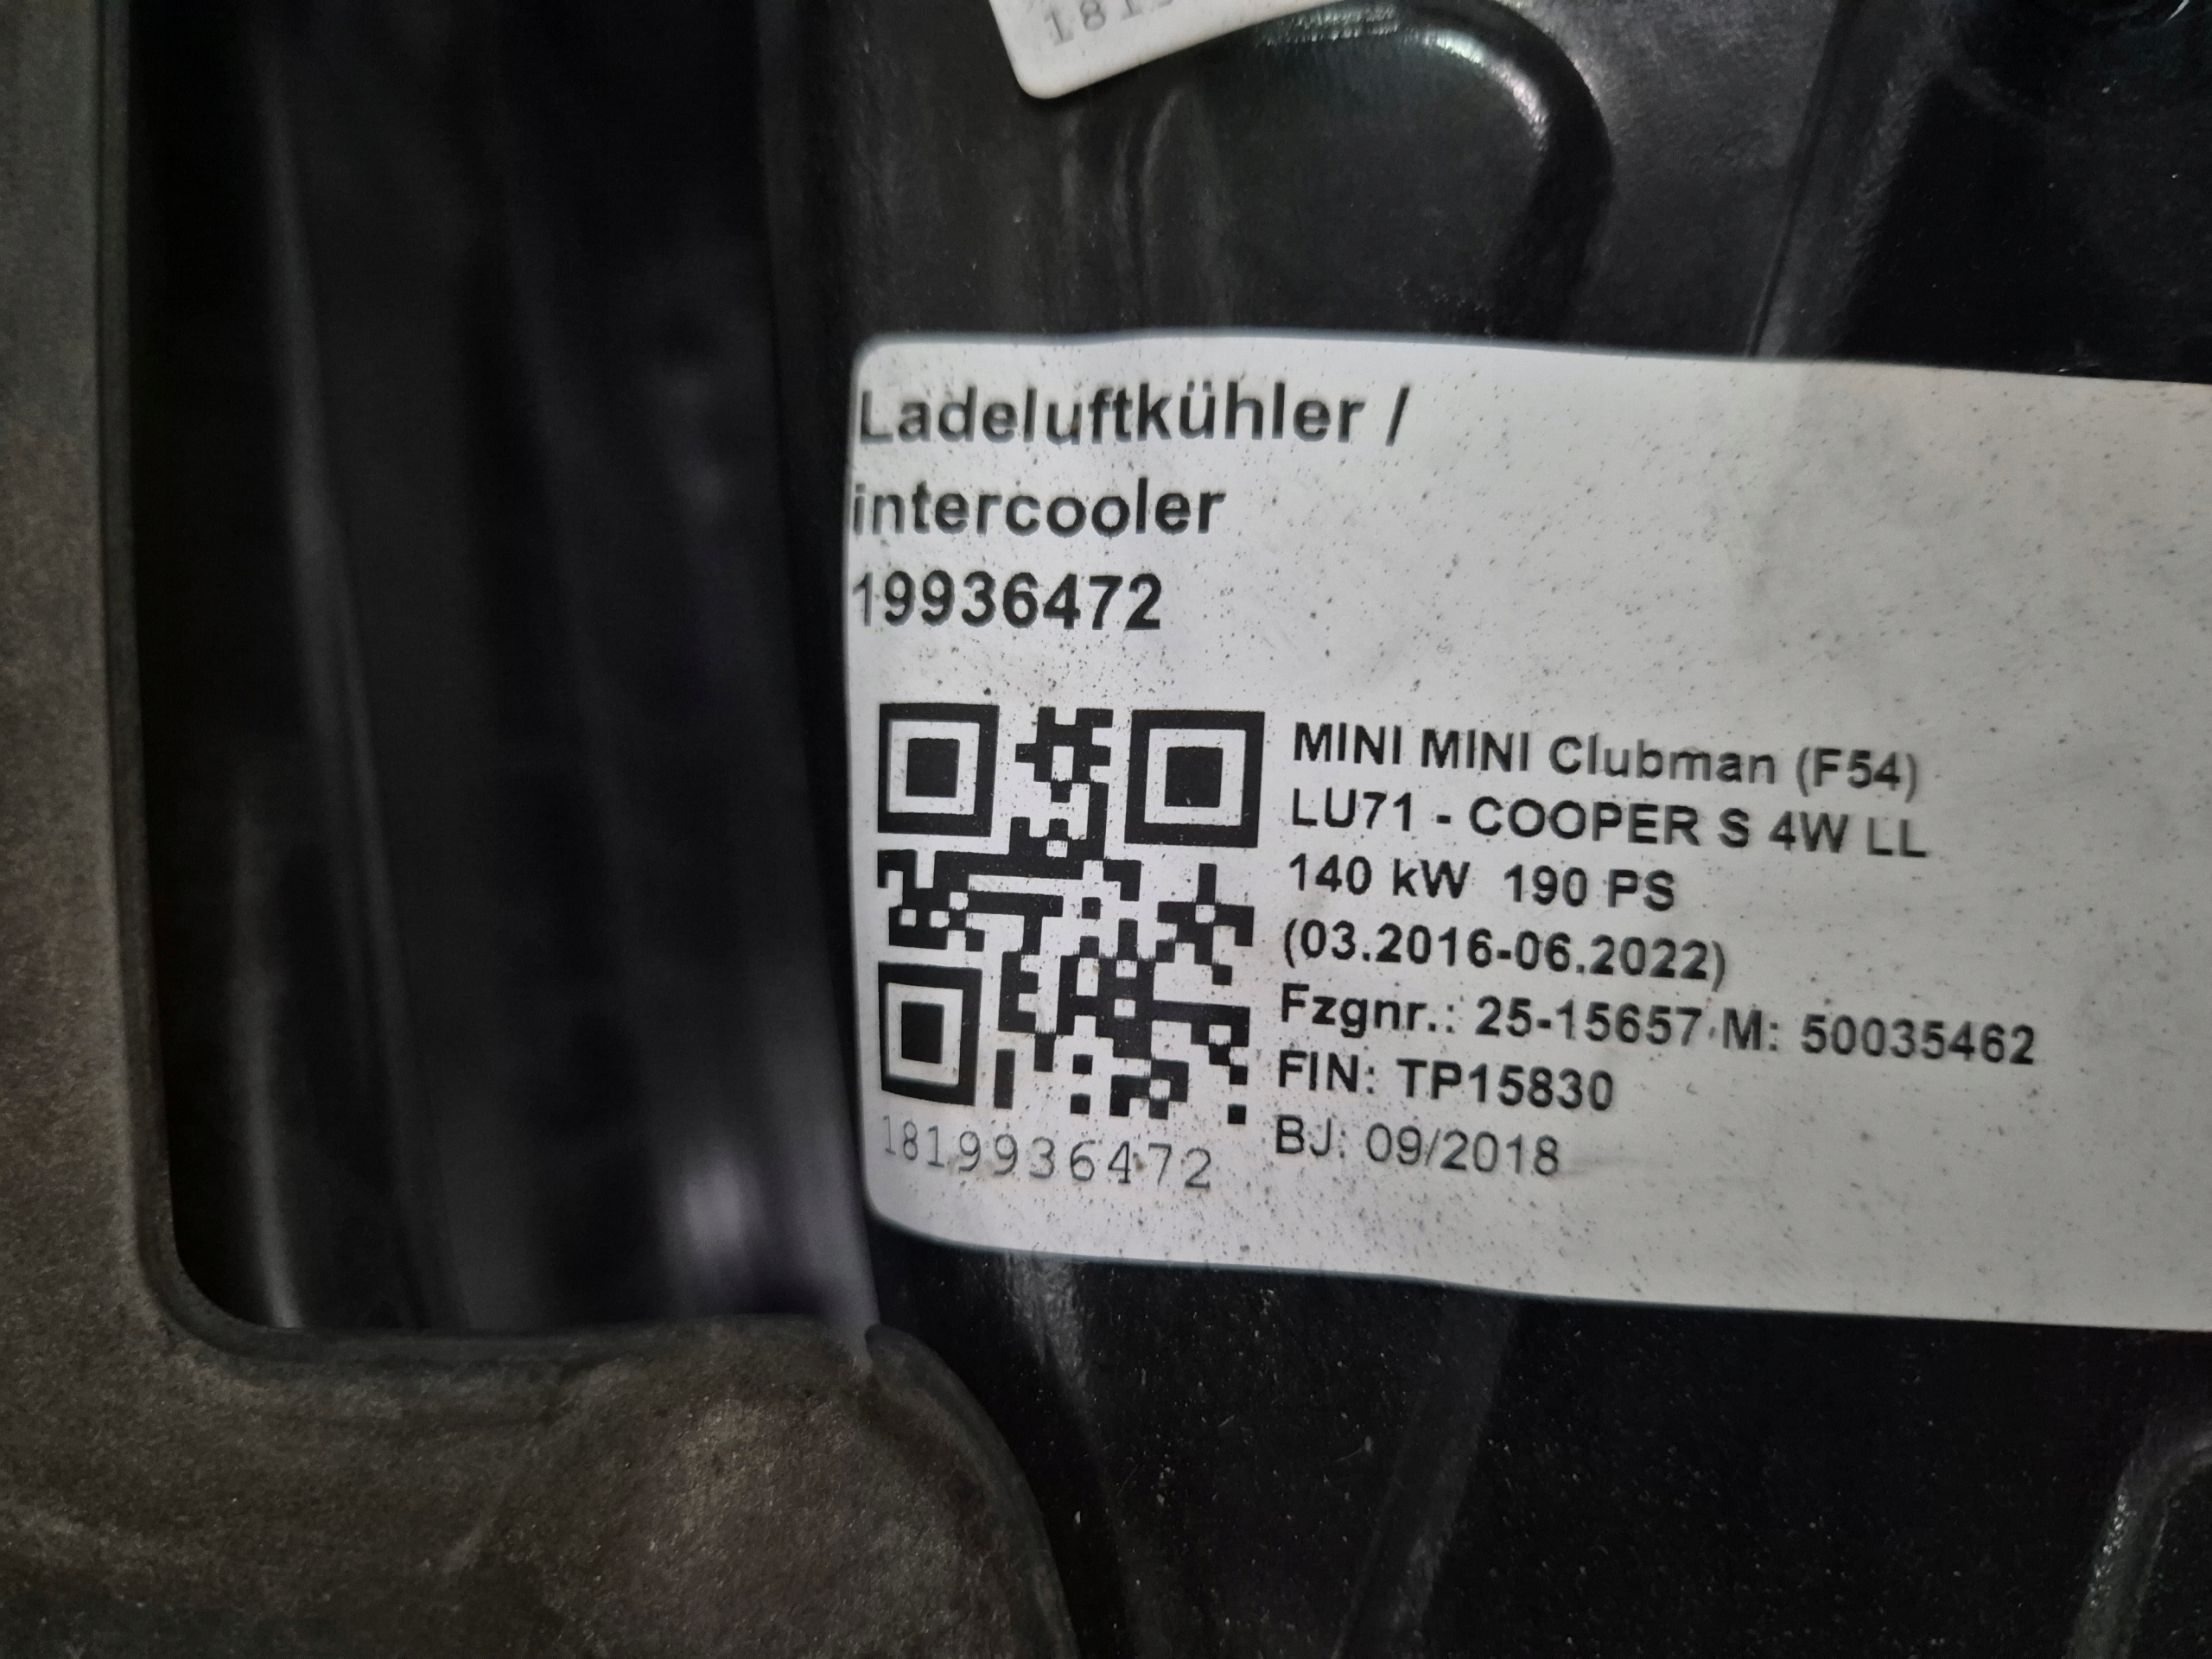 Ladeluftkühler /
intercooler
19936472
MINI MINI Clubman (F54)
LU71 - COOPER S 4W LL
140 kW 190 PS
(03.2016-06.2022)
Fzgnr.: 25-15657 M: 50035462
FIN: TP15830
BJ: 09/2018
1819936472